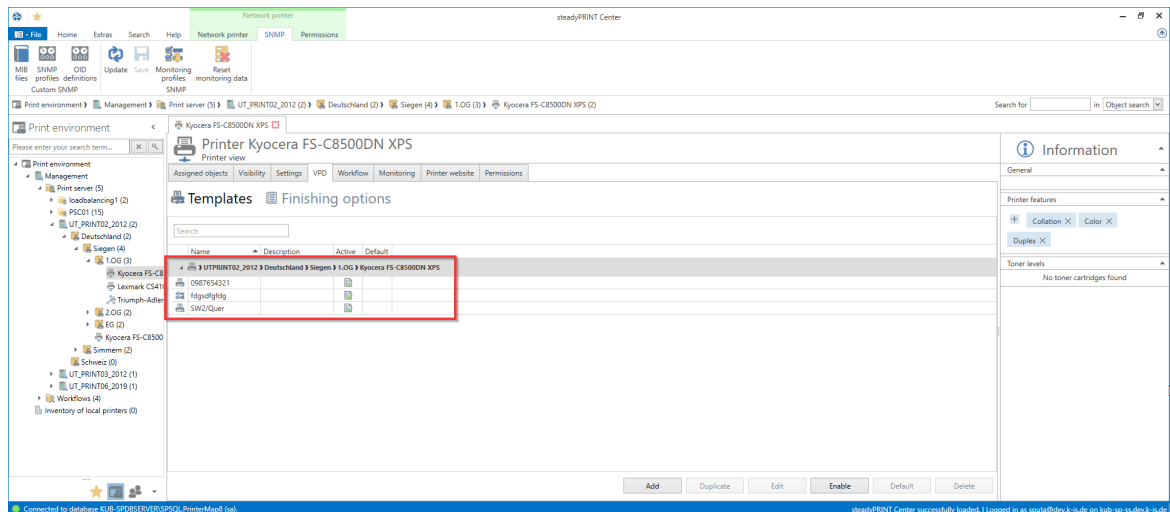 Network printer
steadyPRINT Center
File Home Extras Search Help Network printer SNMP Permissions
MIB files
SNMP profiles
OID definitions
Update
Save
Monitoring profiles
Reset monitoring data
Custom SNMP
SNMP
Print environment Management Print server (5) UT_PRINT02_2012 (2) Deutschland (2) Siegen (4) 1.OG (3) Kyocera FS-C8500DN XPS (2)
Search for in Object search
Print environment
Please enter your search term...
Print environment
Management
Print server (5)
loadbalancing1 (2)
PSC01 (15)
UT_PRINT02_2012 (2)
Deutschland (2)
Siegen (4)
1.OG (3)
Kyocera FS-C8
Lexmark CS41
Triumph-Adler
2.OG (2)
EG (2)
Kyocera FS-C8500
Simmern (2)
Schweiz (0)
UT_PRINT03_2012 (1)
UT_PRINT06_2019 (1)
Workflows (4)
Inventory of local printers (0)
Kyocera FS-C8500DN XPS
Printer Kyocera FS-C8500DN XPS
Printer view
Assigned objects Visibility Settings VPD Workflow Monitoring Printer website Permissions
Templates Finishing options
Search
Name Description Active Default
UTPRINT02_2012 Deutschland Siegen 1.OG Kyocera FS-C8500DN XPS
0987654321
fdgsdfgfdg
SW2/Quer
Add Duplicate Edit Enable Default Delete
Information
General
Printer features
Collation Color
Duplex
Toner levels
No toner cartridges found
Connected to database KUB-SPDBSERVER\SPSQL.PrinterMap8 (sa).
steadyPRINT Center successfully loaded. | Logged in as sputa@dev.k-is.de on kub-sp-ss.dev.k-is.de